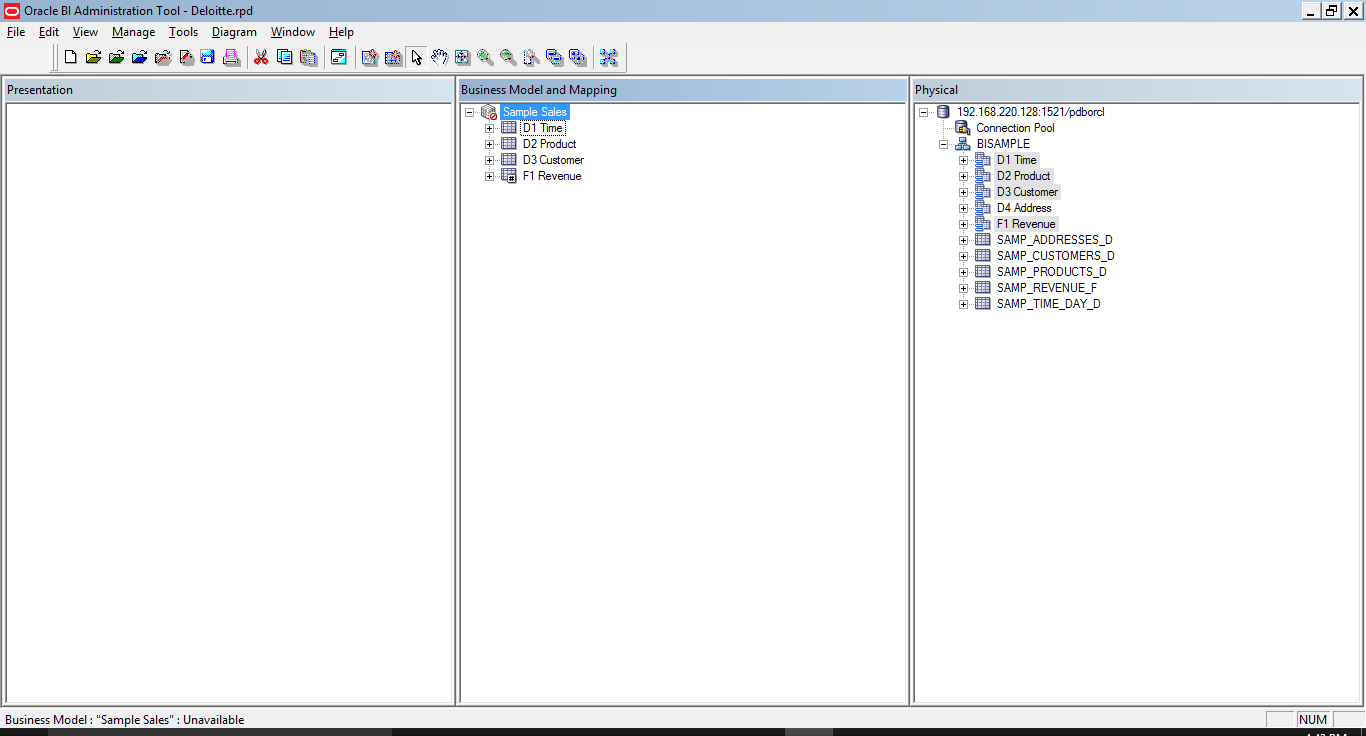 Oracle BI Administration Tool - Deloitte.rpd
File Edit View Manage Tools Diagram Window Help
Presentation
Business Model and Mapping
Sample Sales
D1 Time
D2 Product
D3 Customer
F1 Revenue
Physical
192.168.220.128:1521/pdborcl
Connection Pool
BISAMPLE
D1 Time
D2 Product
D3 Customer
D4 Address
F1 Revenue
SAMP_ADDRESSES_D
SAMP_CUSTOMERS_D
SAMP_PRODUCTS_D
SAMP_REVENUE_F
SAMP_TIME_DAY_D
Business Model : "Sample Sales" : Unavailable
NUM